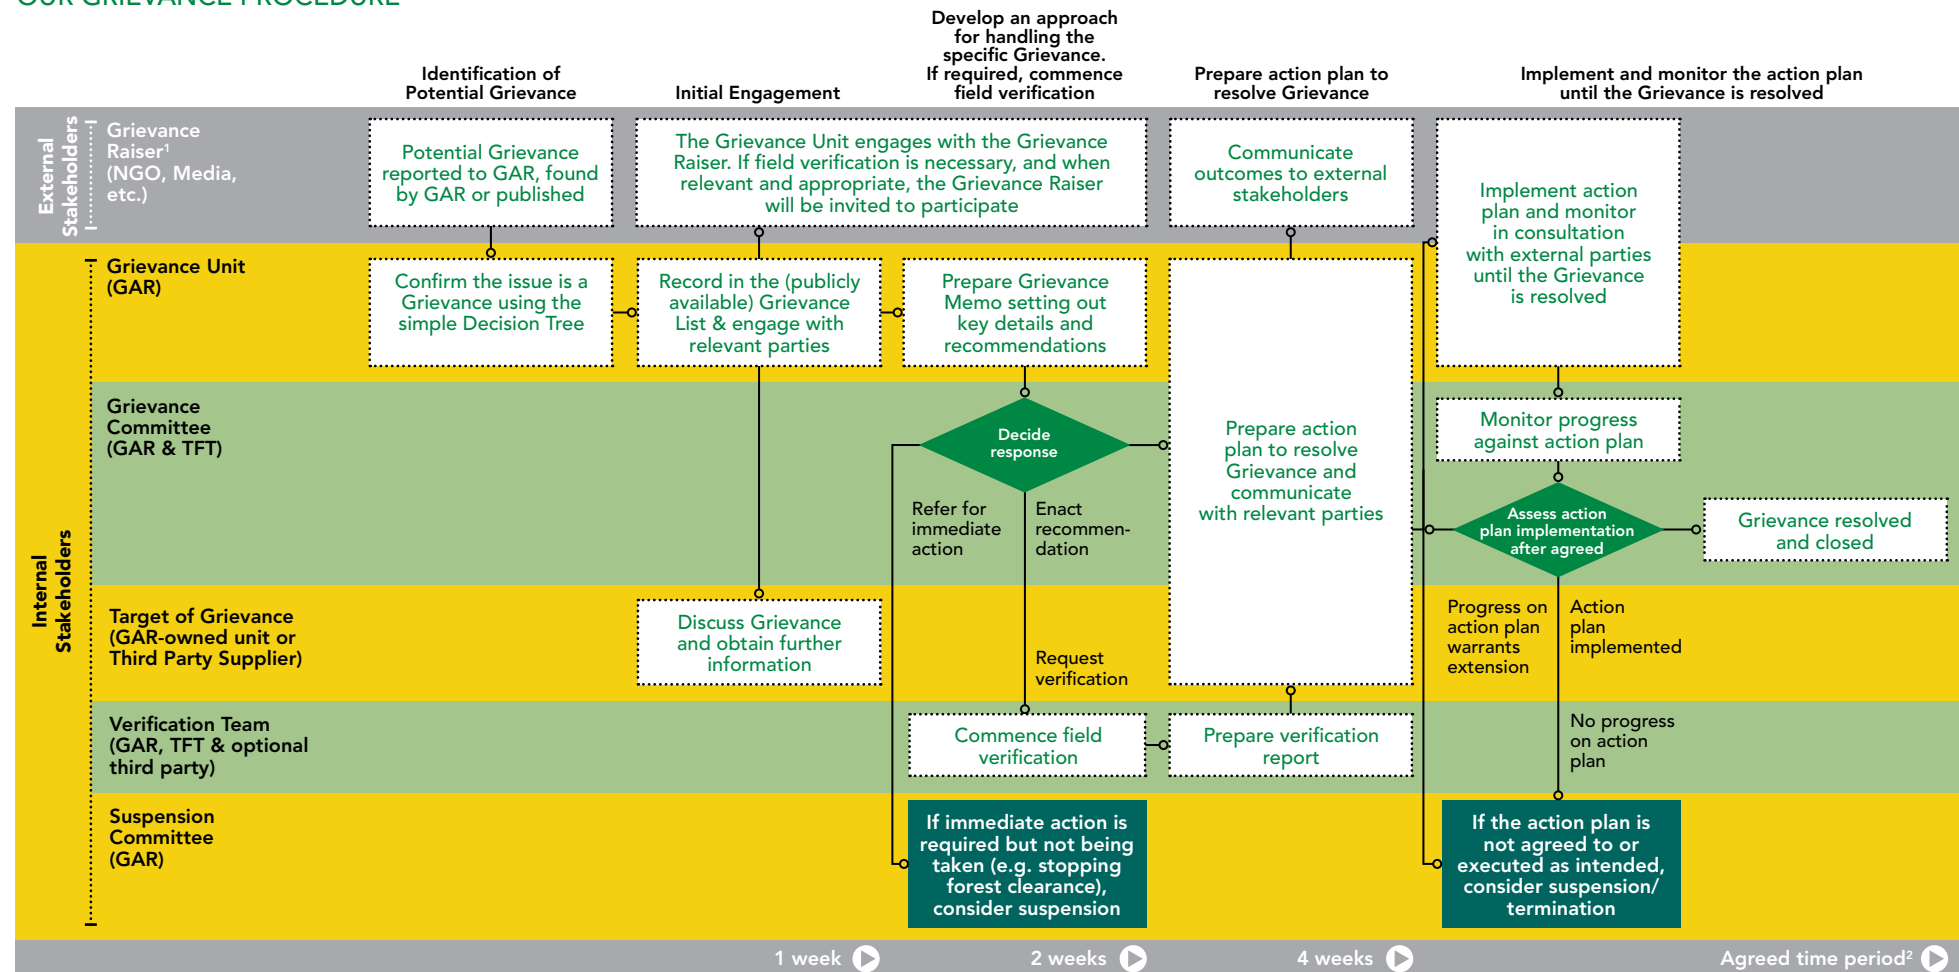 OUR GRIEVANCE PROCEDURE
Identification of
Potential Grievance
Initial Engagement
Develop an approach
for handling the
specific Grievance.
If required, commence
field verification
Prepare action plan to
resolve Grievance
Implement and monitor the action plan
until the Grievance is resolved
External
Stakeholders
Grievance
Raiser¹
(NGO, Media,
etc.)
Potential Grievance
reported to GAR, found
by GAR or published
The Grievance Unit engages with the Grievance
Raiser. If field verification is necessary, and when
relevant and appropriate, the Grievance Raiser
will be invited to participate
Communicate
outcomes to external
stakeholders
Implement action
plan and monitor
in consultation
with external parties
until the Grievance
is resolved
Internal
Stakeholders
Grievance Unit
(GAR)
Confirm the issue is a
Grievance using the
simple Decision Tree
Record in the (publicly
available) Grievance
List & engage with
relevant parties
Prepare Grievance
Memo setting out
key details and
recommendations
Grievance
Committee
(GAR & TFT)
Decide
response
Refer for
immediate
action
Enact
recommen-
dation
Prepare action
plan to resolve
Grievance and
communicate
with relevant parties
Monitor progress
against action plan
Assess action
plan implementation
after agreed
Grievance resolved
and closed
Target of Grievance
(GAR-owned unit or
Third Party Supplier)
Discuss Grievance
and obtain further
information
Request
verification
Progress on
action plan
warrants
extension
Action
plan
implemented
Verification Team
(GAR, TFT & optional
third party)
Commence field
verification
Prepare verification
report
No progress
on action
plan
Suspension
Committee
(GAR)
If immediate action is
required but not being
taken (e.g. stopping
forest clearance),
consider suspension
If the action plan is
not agreed to or
executed as intended,
consider suspension/
termination
1 week
2 weeks
4 weeks
Agreed time period²